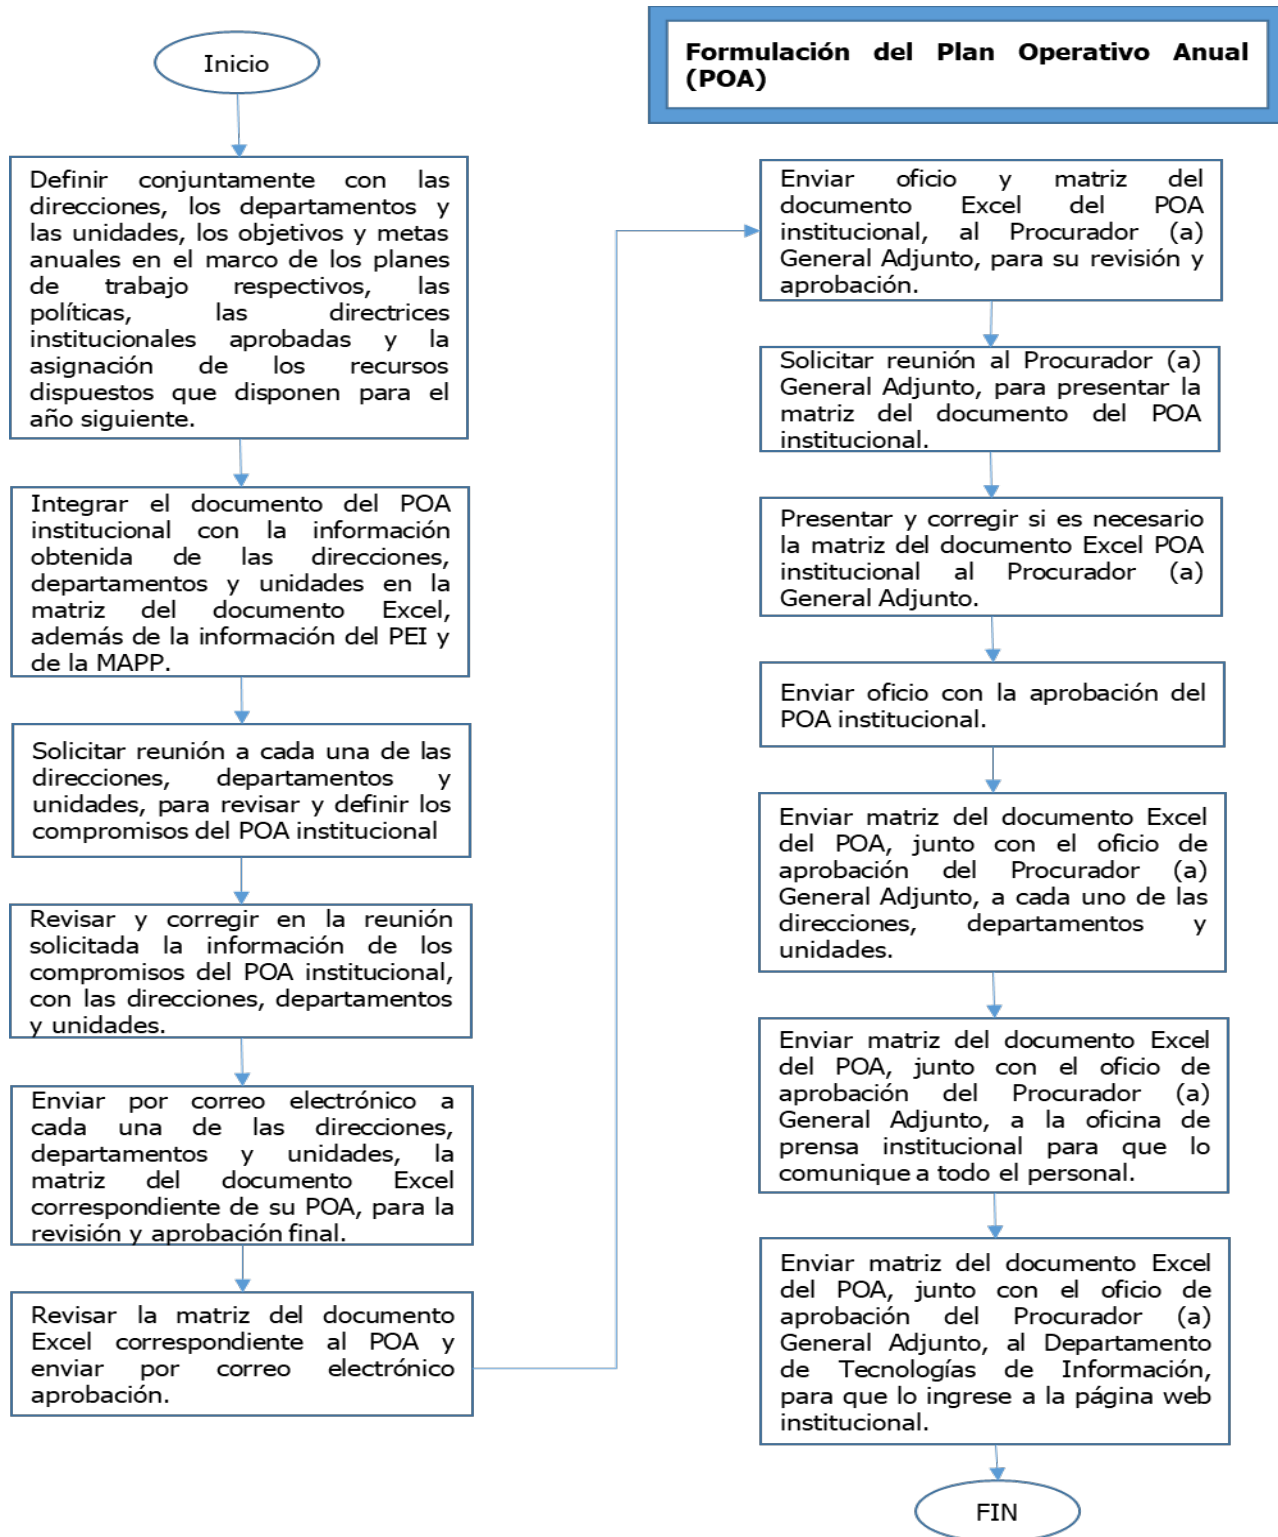 Inicio
Formulación del Plan Operativo Anual
(POA)
Definir conjuntamente con las
direcciones, los departamentos y
las unidades, los objetivos y metas
anuales en el marco de los planes
de trabajo respectivos, las
políticas, las directrices
institucionales aprobadas y la
asignación de los recursos
dispuestos que disponen para el
año siguiente.
Integrar el documento del POA
institucional con la información
obtenida de las direcciones,
departamentos y unidades en la
matriz del documento Excel,
además de la información del PEI y
de la MAPP.
Solicitar reunión a cada una de las
direcciones, departamentos y
unidades, para revisar y definir los
compromisos del POA institucional
Revisar y corregir en la reunión
solicitada la información de los
compromisos del POA institucional,
con las direcciones, departamentos
y unidades.
Enviar por correo electrónico a
cada una de las direcciones,
departamentos y unidades, la
matriz del documento Excel
correspondiente de su POA, para la
revisión y aprobación final.
Revisar la matriz del documento
Excel correspondiente al POA y
enviar por correo electrónico
aprobación.
Enviar oficio y matriz del
documento Excel del POA
institucional, al Procurador (a)
General Adjunto, para su revisión y
aprobación.
Solicitar reunión al Procurador (a)
General Adjunto, para presentar la
matriz del documento del POA
institucional.
Presentar y corregir si es necesario
la matriz del documento Excel POA
institucional al Procurador (a)
General Adjunto.
Enviar oficio con la aprobación del
POA institucional.
Enviar matriz del documento Excel
del POA, junto con el oficio de
aprobación del Procurador (a)
General Adjunto, a cada uno de las
direcciones, departamentos y
unidades.
Enviar matriz del documento Excel
del POA, junto con el oficio de
aprobación del Procurador (a)
General Adjunto, a la oficina de
prensa institucional para que lo
comunique a todo el personal.
Enviar matriz del documento Excel
del POA, junto con el oficio de
aprobación del Procurador (a)
General Adjunto, al Departamento
de Tecnologías de Información,
para que lo ingrese a la página web
institucional.
FIN